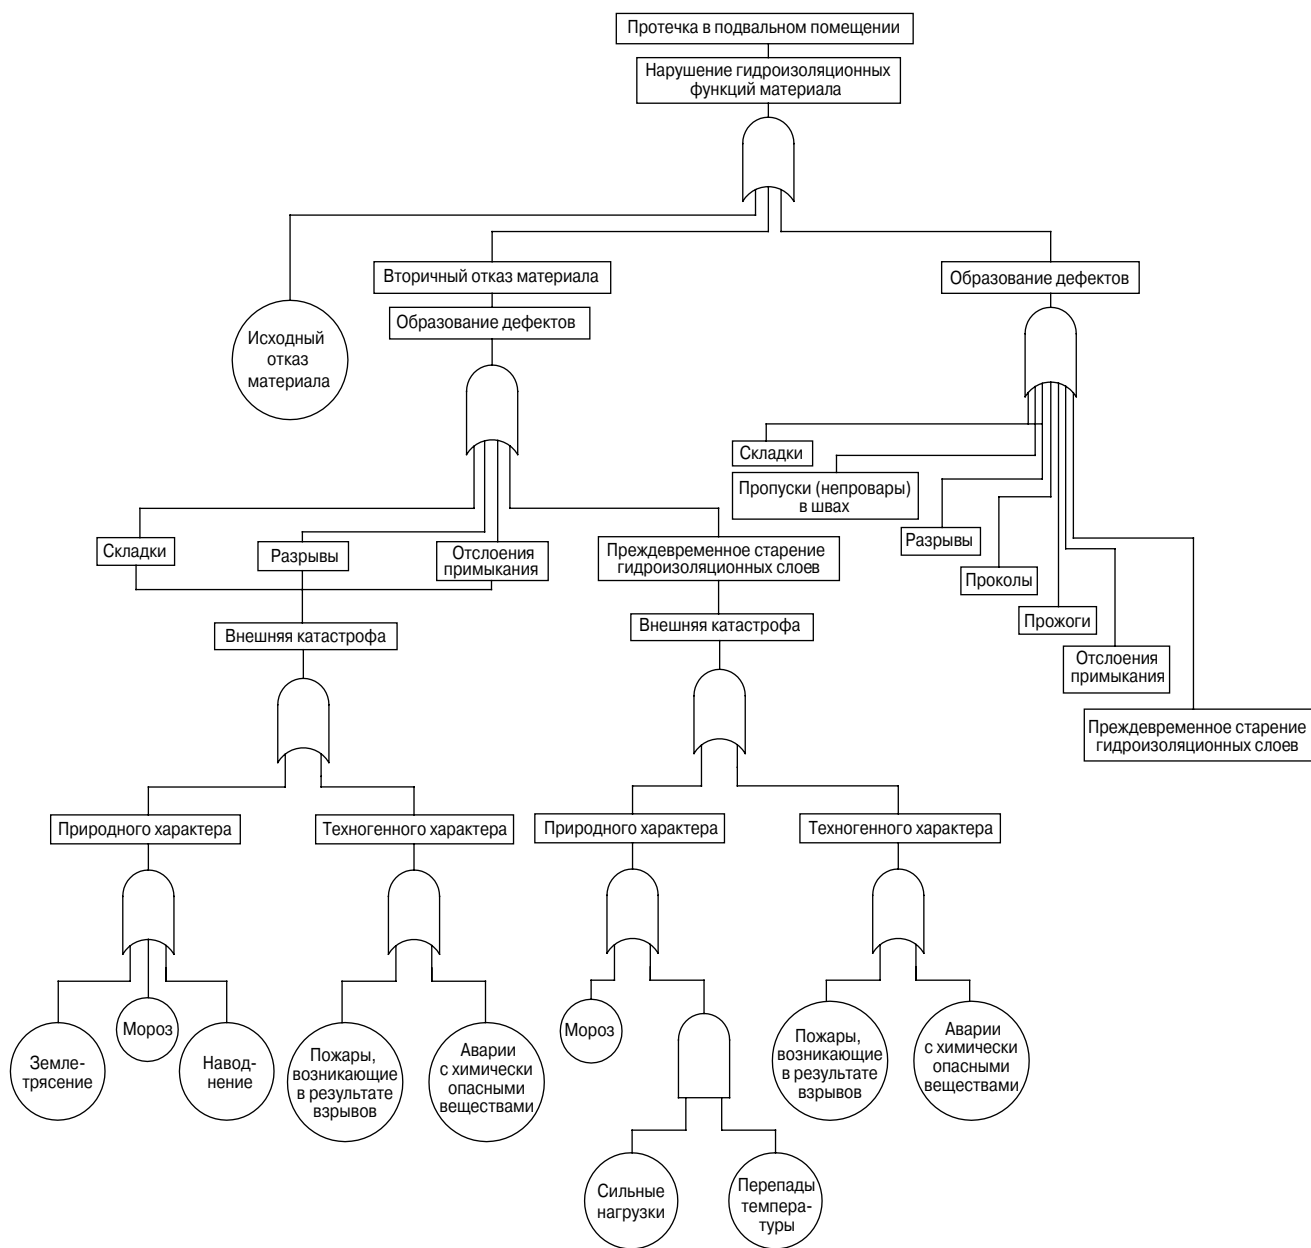 Протечка в подвальном помещении
Нарушение гидроизоляционных
функций материала
Вторичный отказ материала
Образование дефектов
Образование дефектов
Исходный
отказ
материала
Складки
Пропуски (непровары)
в швах
Разрывы
Проколы
Прожоги
Отслоения
примыкания
Преждевременное старение
гидроизоляционных слоев
Складки
Разрывы
Отслоения
примыкания
Преждевременное старение
гидроизоляционных слоев
Внешняя катастрофа
Внешняя катастрофа
Природного характера
Техногенного характера
Природного характера
Техногенного характера
Земле-
трясение
Мороз
Навод-
нение
Пожары,
возникающие
в результате
взрывов
Аварии
с химически
опасными
веществами
Мороз
Пожары,
возникающие
в результате
взрывов
Аварии
с химически
опасными
веществами
Сильные
нагрузки
Перепады
темпера-
туры